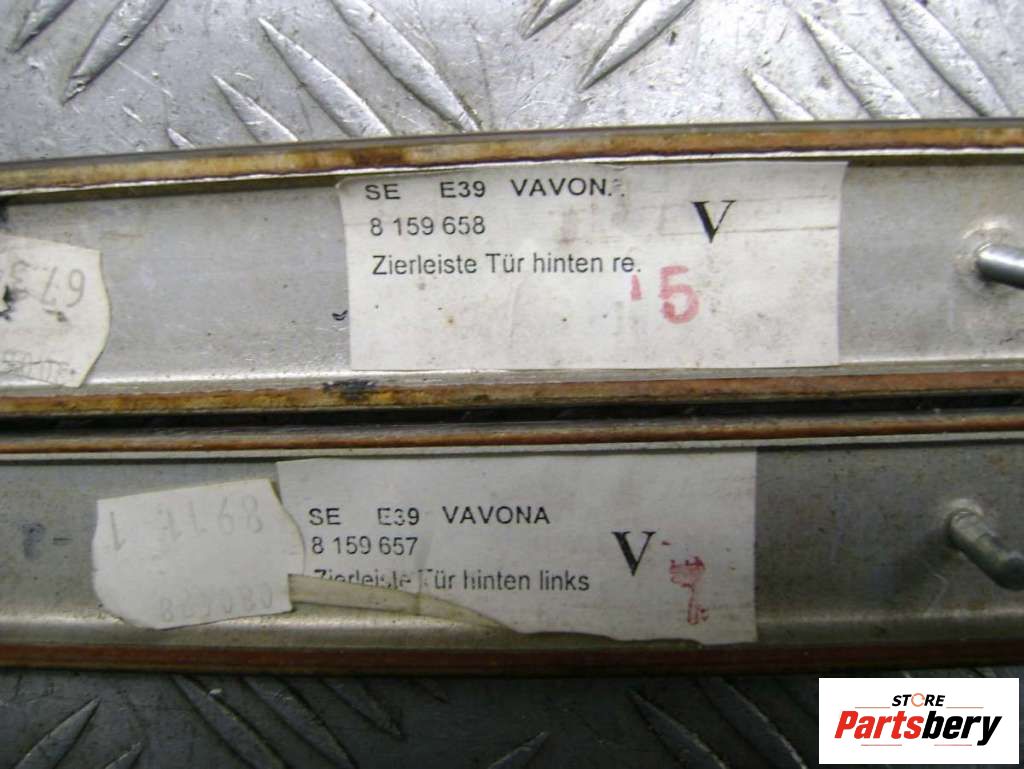 SE E39 VAVON
8 159 658
V
Zierleiste Tür hinten re.
5
SE E39 VAVONA
8 159 657
V
Zierleiste Tür hinten links
STORE
Partsbery